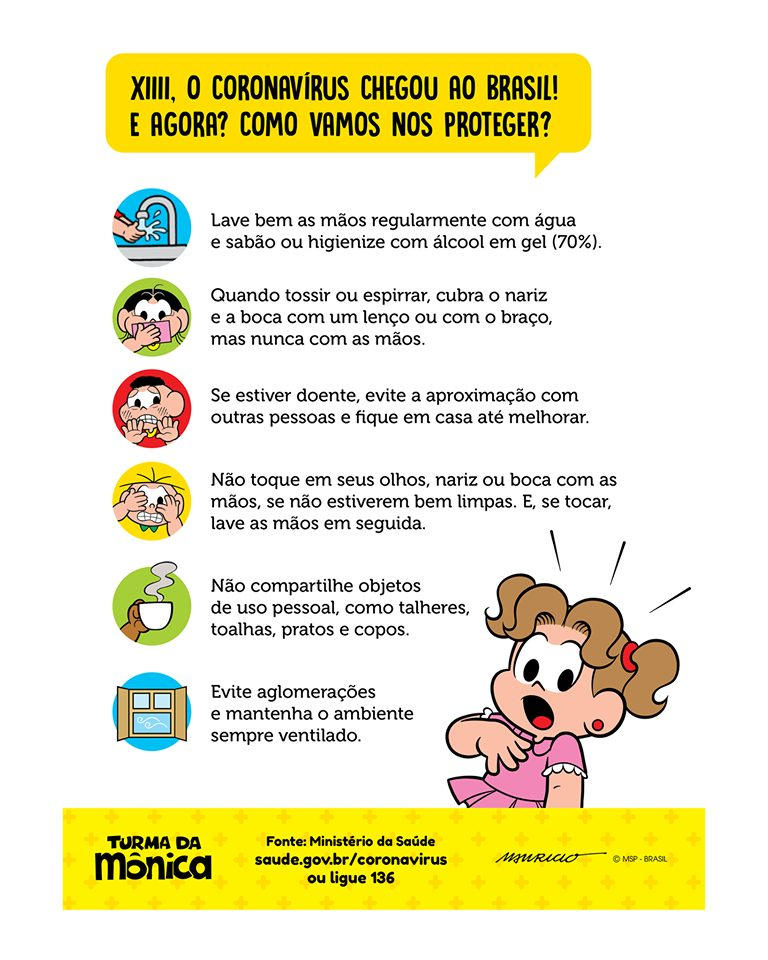 XIIII, O CORONAVÍRUS CHEGOU AO BRASIL!
E AGORA? COMO VAMOS NOS PROTEGER?
Lave bem as mãos regularmente com água
e sabão ou higienize com álcool em gel (70%).
Quando tossir ou espirrar, cubra o nariz
e a boca com um lenço ou com o braço,
mas nunca com as mãos.
Se estiver doente, evite a aproximação com
outras pessoas e fique em casa até melhorar.
Não toque em seus olhos, nariz ou boca com as
mãos, se não estiverem bem limpas. E, se tocar,
lave as mãos em seguida.
Não compartilhe objetos
de uso pessoal, como talheres,
toalhas, pratos e copos.
Evite aglomerações
e mantenha o ambiente
sempre ventilado.
TURMA DA
MÔNICA
Fonte: Ministério da Saúde
saude.gov.br/coronavirus
ou ligue 136
MAURICIO
© MSP - BRASIL